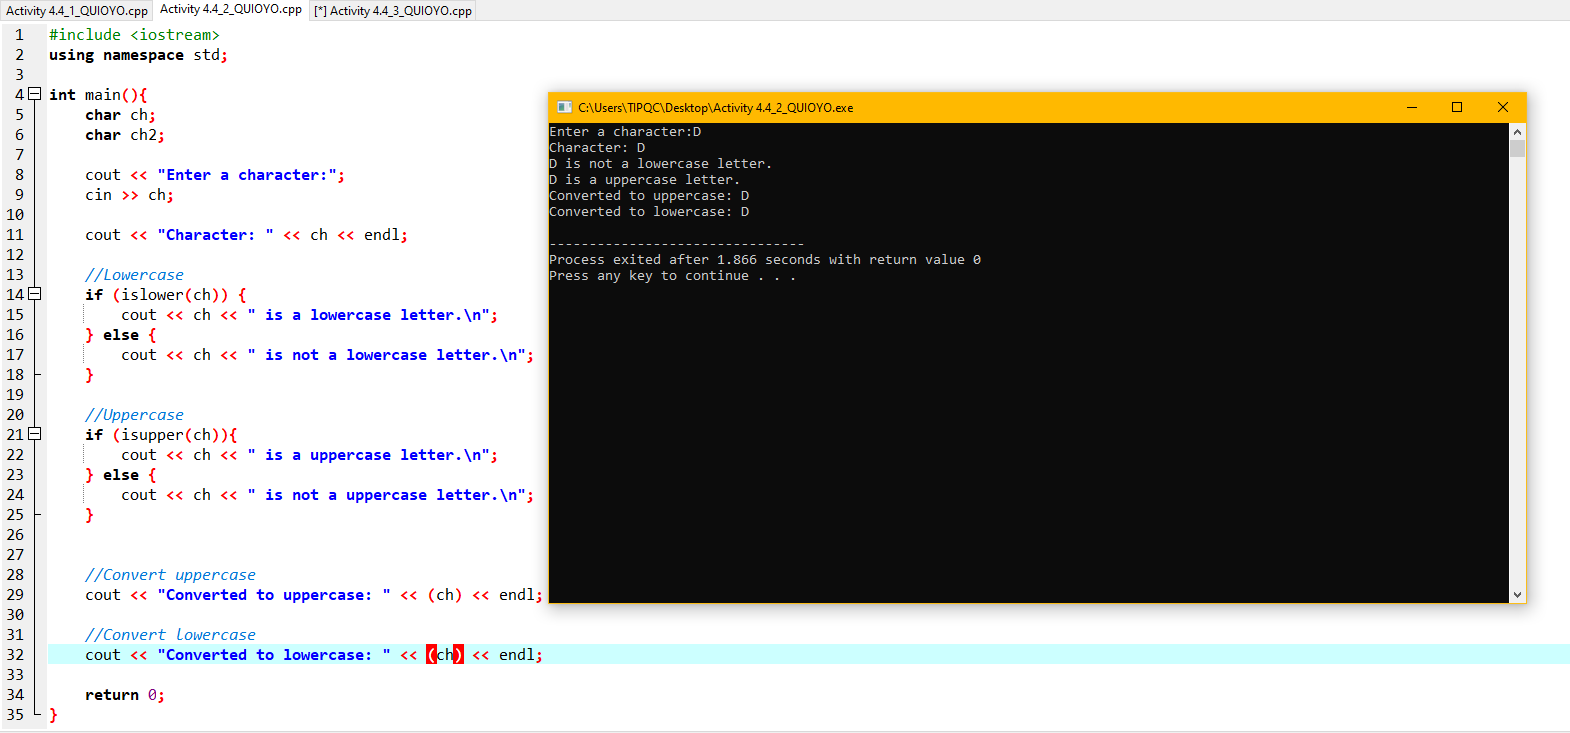 Activity 4.4_1_QUIOYO.cpp Activity 4.4_2_QUIOYO.cpp [*] Activity 4.4_3_QUIOYO.cpp
1 #include <iostream>
2 using namespace std;
3
4 int main(){
5 char ch;
6 char ch2;
7
8 cout << "Enter a character:";
9 cin >> ch;
10
11 cout << "Character: " << ch << endl;
12
13 //Lowercase
14 if (islower(ch)) {
15 cout << ch << " is a lowercase letter.\n";
16 } else {
17 cout << ch << " is not a lowercase letter.\n";
18 }
19
20 //Uppercase
21 if (isupper(ch)){
22 cout << ch << " is a uppercase letter.\n";
23 } else {
24 cout << ch << " is not a uppercase letter.\n";
25 }
26
27
28 //Convert uppercase
29 cout << "Converted to uppercase: " << (ch) << endl;
30
31 //Convert lowercase
32 cout << "Converted to lowercase: " << (ch) << endl;
33
34 return 0;
35 }
C:\Users\TIPQC\Desktop\Activity 4.4_2_QUIOYO.exe
Enter a character:D
Character: D
D is not a lowercase letter.
D is a uppercase letter.
Converted to uppercase: D
Converted to lowercase: D
--------------------------------
Process exited after 1.866 seconds with return value 0
Press any key to continue . . .